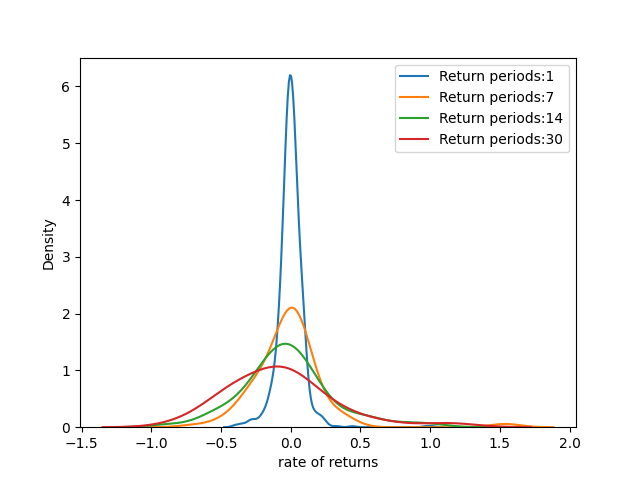 Return periods:1
Return periods:7
Return periods:14
Return periods:30
6
5
4
3
2
1
0
Density
−1.5 −1.0 −0.5 0.0 0.5 1.0 1.5 2.0
rate of returns